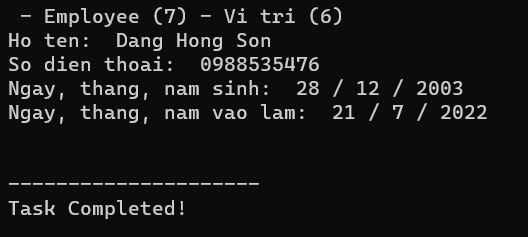 - Employee (7) - Vi tri (6)
Ho ten:  Dang Hong Son
So dien thoai:  0988535476
Ngay, thang, nam sinh:  28 / 12 / 2003
Ngay, thang, nam vao lam:  21 / 7 / 2022
---------------------
Task Completed!